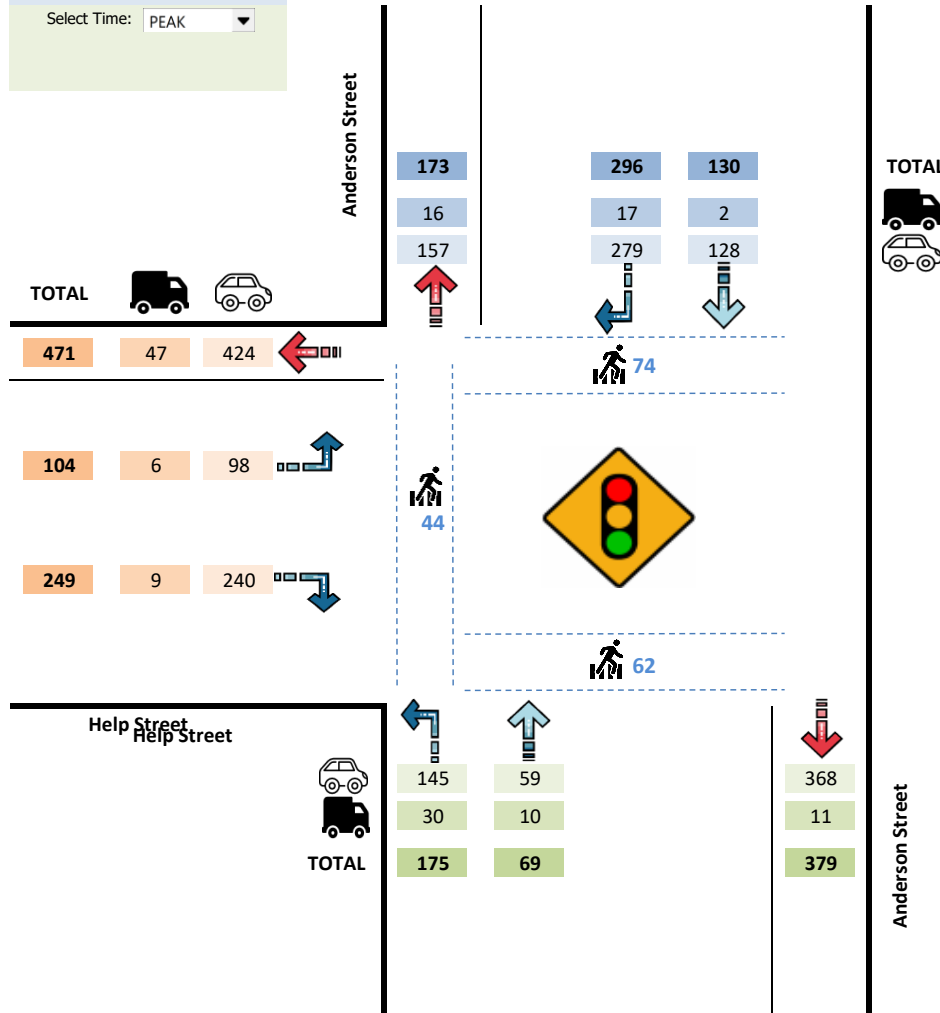 Select Time: PEAK
Anderson Street
173 296 130 TOTAL
16 17 2
157 279 128
TOTAL
471 47 424
74
104 6 98
44
249 9 240
62
Help Street
Help Street
145 59 368
30 10 11
TOTAL 175 69 379
Anderson Street